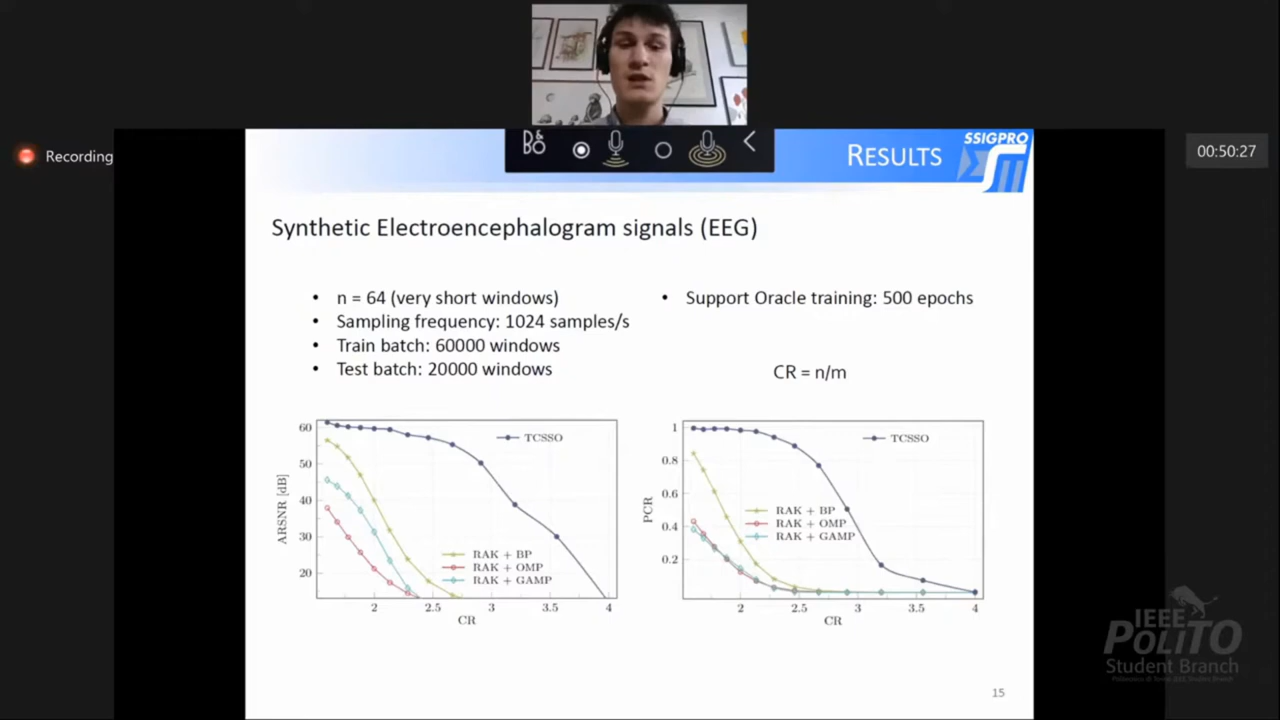 Recording
B&O
00:50:27
RESULTS
SSIGPRO
Synthetic Electroencephalogram signals (EEG)
• n = 64 (very short windows)
• Sampling frequency: 1024 samples/s
• Train batch: 60000 windows
• Test batch: 20000 windows
• Support Oracle training: 500 epochs
CR = n/m
60
50
40
30
20
ARSNR [dB]
TCSSO
RAK + BP
RAK + OMP
RAK + GAMP
2
2.5
3
3.5
4
CR
1
0.8
0.6
0.4
0.2
PCR
TCSSO
RAK + BP
RAK + OMP
RAK + GAMP
2
2.5
3
3.5
4
CR
15
IEEE
POLITO
Student Branch